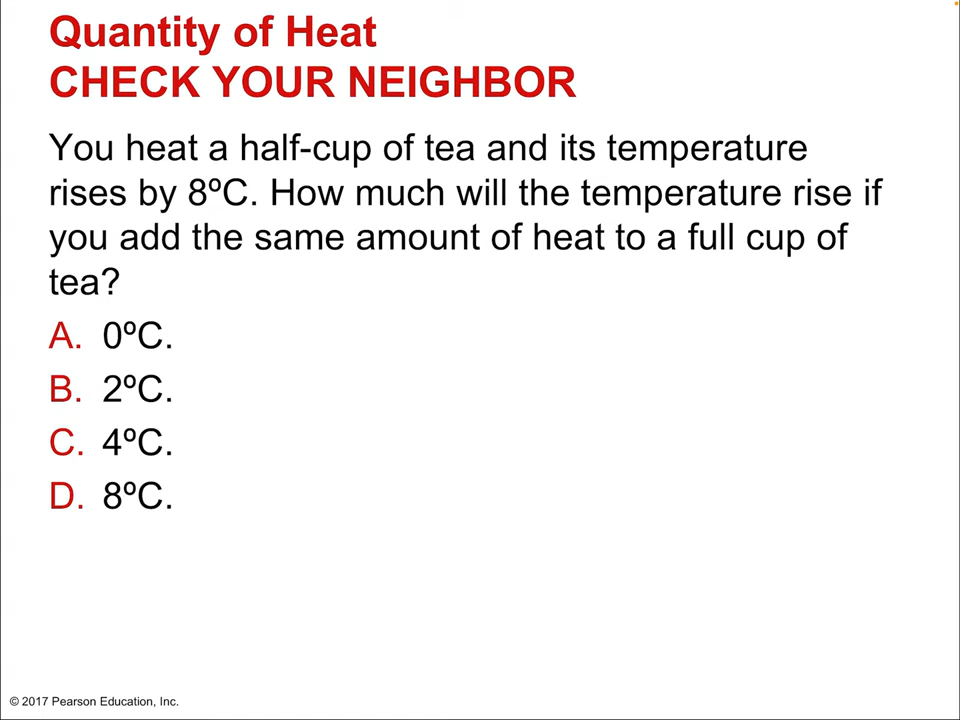 Quantity of Heat
CHECK YOUR NEIGHBOR
You heat a half-cup of tea and its temperature
rises by 8ºC. How much will the temperature rise if
you add the same amount of heat to a full cup of
tea?
A. 0ºC.
B. 2ºC.
C. 4ºC.
D. 8ºC.
© 2017 Pearson Education, Inc.